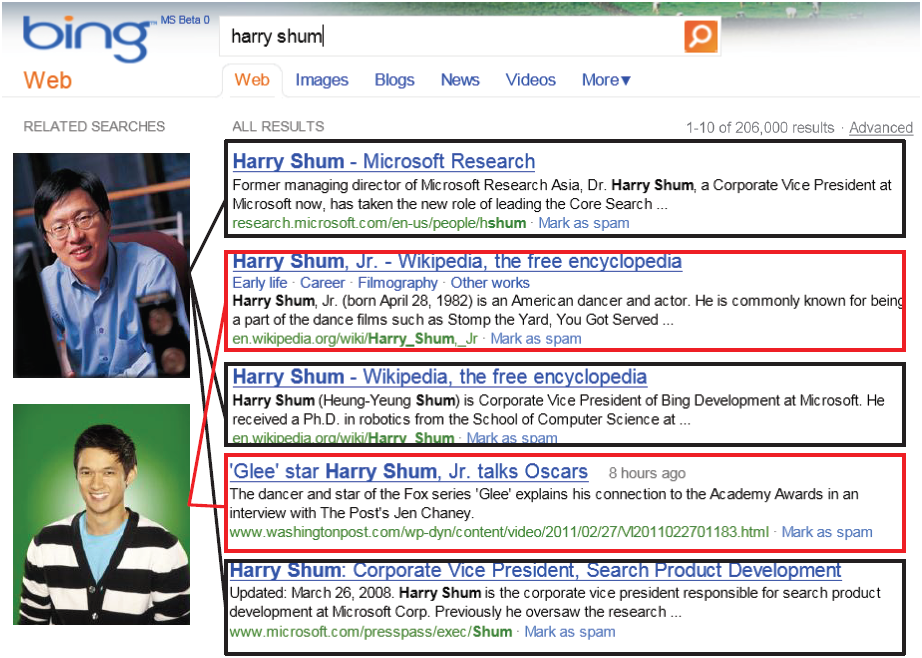 bing™ MS Beta 0
harry shum
Web
Web Images Blogs News Videos More▼
RELATED SEARCHES
ALL RESULTS
1-10 of 206,000 results · Advanced
Harry Shum - Microsoft Research
Former managing director of Microsoft Research Asia, Dr. Harry Shum, a Corporate Vice President at
Microsoft now, has taken the new role of leading the Core Search ...
research.microsoft.com/en-us/people/hshum · Mark as spam
Harry Shum, Jr. - Wikipedia, the free encyclopedia
Early life · Career · Filmography · Other works
Harry Shum, Jr. (born April 28, 1982) is an American dancer and actor. He is commonly known for being
a part of the dance films such as Stomp the Yard, You Got Served ...
en.wikipedia.org/wiki/Harry_Shum,_Jr · Mark as spam
Harry Shum - Wikipedia, the free encyclopedia
Harry Shum (Heung-Yeung Shum) is Corporate Vice President of Bing Development at Microsoft. He
received a Ph.D. in robotics from the School of Computer Science at ...
en.wikipedia.org/wiki/Harry_Shum · Mark as spam
'Glee' star Harry Shum, Jr. talks Oscars 8 hours ago
The dancer and star of the Fox series 'Glee' explains his connection to the Academy Awards in an
interview with The Post's Jen Chaney.
www.washingtonpost.com/wp-dyn/content/video/2011/02/27/VI2011022701183.html · Mark as spam
Harry Shum: Corporate Vice President, Search Product Development
Updated: March 26, 2008. Harry Shum is the corporate vice president responsible for search product
development at Microsoft Corp. Previously he oversaw the research ...
www.microsoft.com/presspass/exec/Shum · Mark as spam